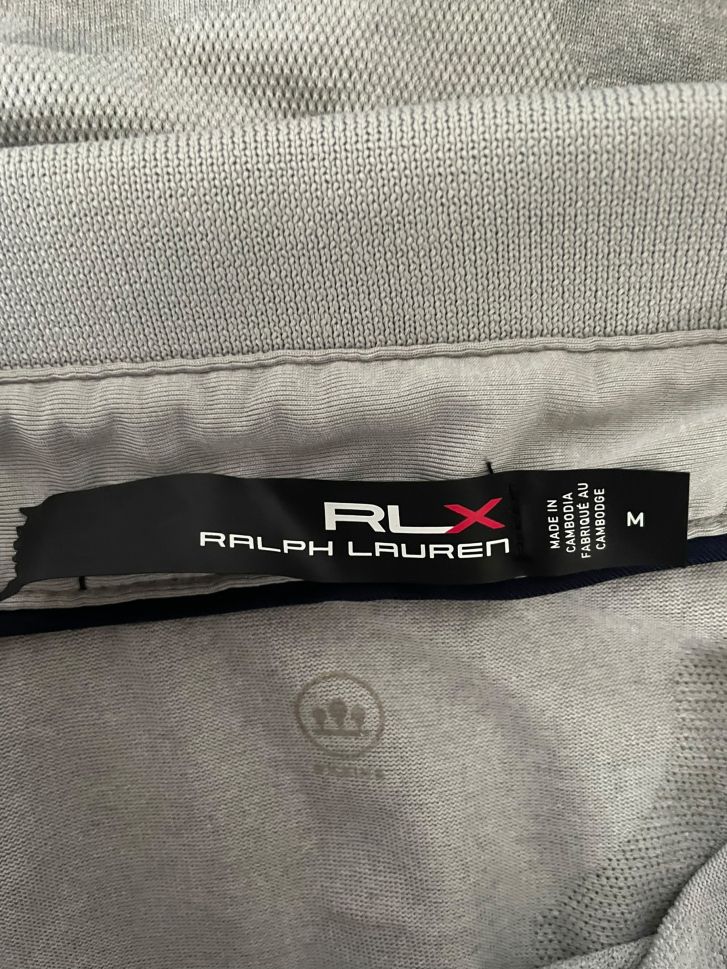 RLX
RALPH LAUREN
MADE IN
CAMBODIA
FABRIQUÉ AU
CAMBODGE
M